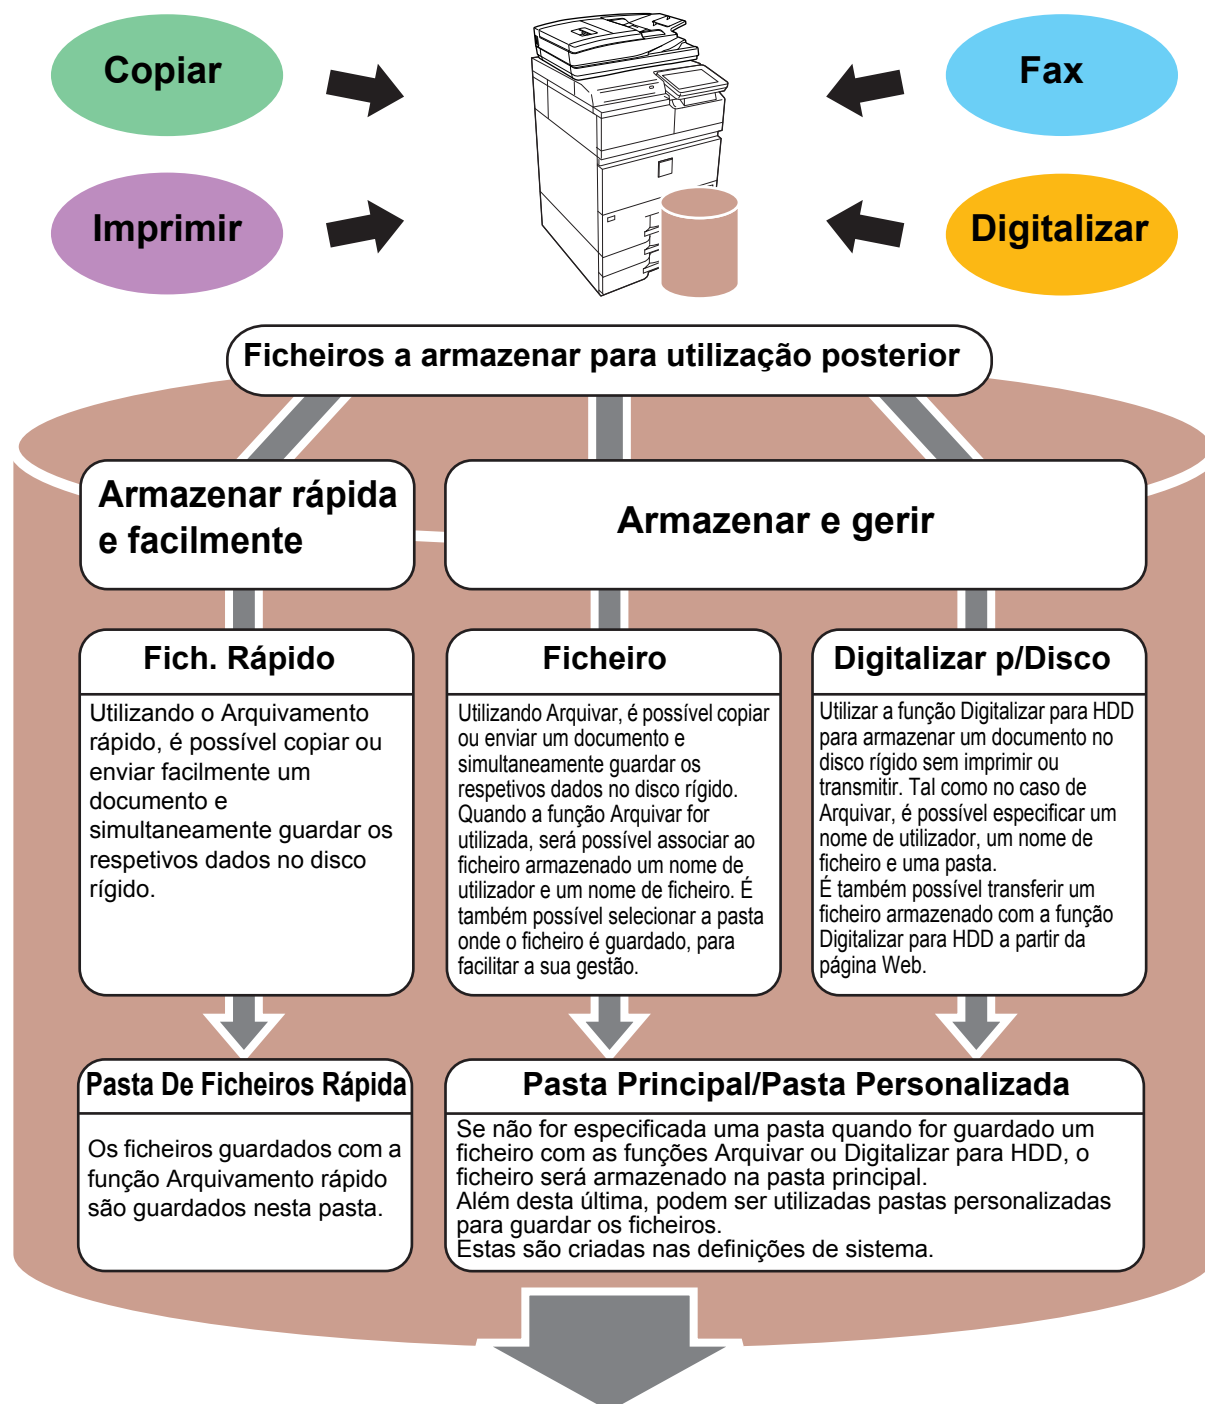 Copiar
Fax
Imprimir
Digitalizar
Ficheiros a armazenar para utilização posterior
Armazenar rápida
e facilmente
Armazenar e gerir
Fich. Rápido
Utilizando o Arquivamento
rápido, é possível copiar ou
enviar facilmente um
documento e
simultaneamente guardar os
respetivos dados no disco
rígido.
Ficheiro
Utilizando Arquivar, é possível copiar
ou enviar um documento e
simultaneamente guardar os
respetivos dados no disco rígido.
Quando a função Arquivar for
utilizada, será possível associar ao
ficheiro armazenado um nome de
utilizador e um nome de ficheiro. É
também possível selecionar a pasta
onde o ficheiro é guardado, para
facilitar a sua gestão.
Digitalizar p/Disco
Utilizar a função Digitalizar para HDD
para armazenar um documento no
disco rígido sem imprimir ou
transmitir. Tal como no caso de
Arquivar, é possível especificar um
nome de utilizador, um nome de
ficheiro e uma pasta.
É também possível transferir um
ficheiro armazenado com a função
Digitalizar para HDD a partir da
página Web.
Pasta De Ficheiros Rápida
Os ficheiros guardados com a
função Arquivamento rápido
são guardados nesta pasta.
Pasta Principal/Pasta Personalizada
Se não for especificada uma pasta quando for guardado um
ficheiro com as funções Arquivar ou Digitalizar para HDD, o
ficheiro será armazenado na pasta principal.
Além desta última, podem ser utilizadas pastas personalizadas
para guardar os ficheiros.
Estas são criadas nas definições de sistema.